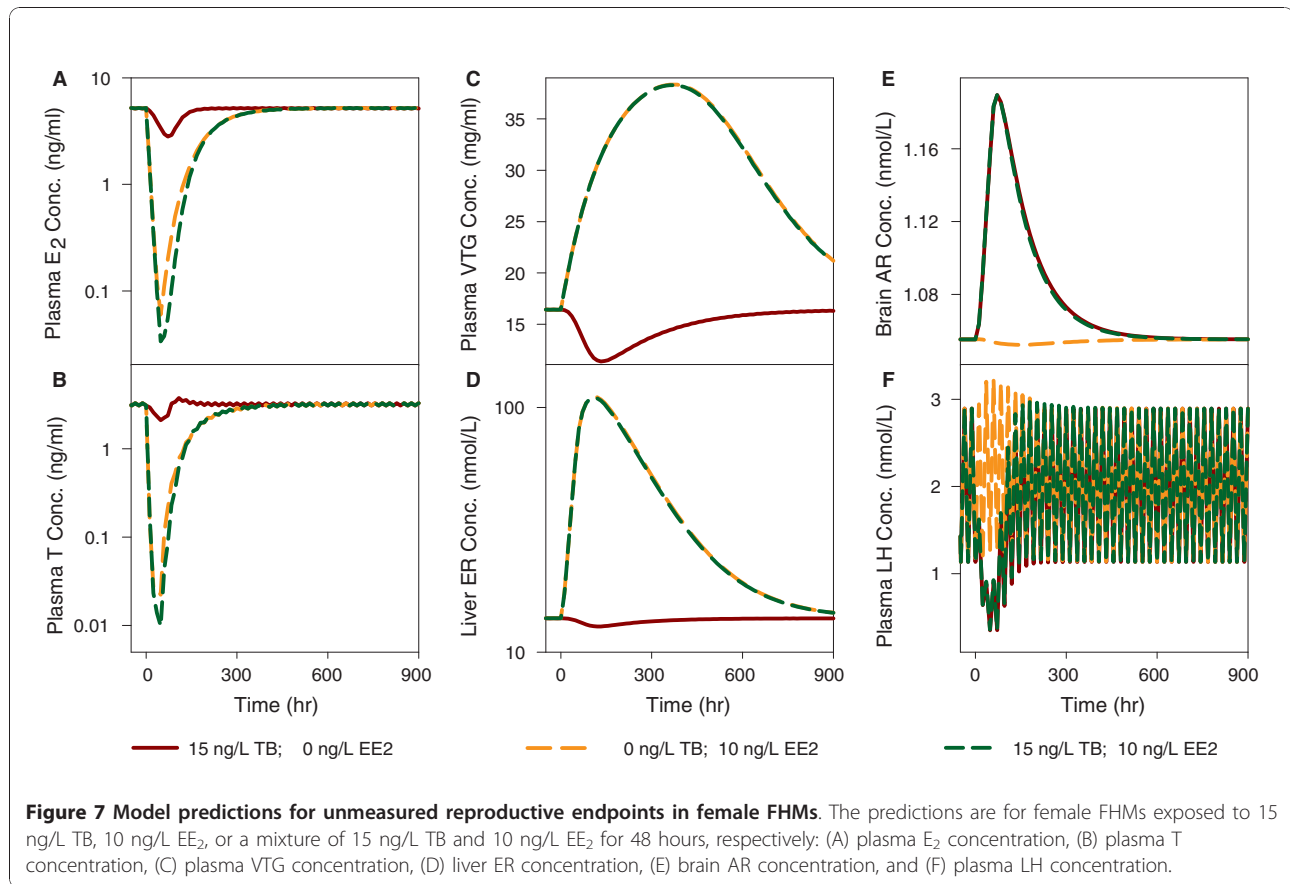 A
Plasma E2 Conc. (ng/ml)
10
1
0.1
B
Plasma T Conc. (ng/ml)
1
0.1
0.01
0 300 600 900
Time (hr)
C
Plasma VTG Conc. (mg/ml)
35
30
25
20
17
15
D
Liver ER Conc. (nmol/L)
100
10
0 300 600 900
Time (hr)
E
Brain AR Conc. (nmol/L)
1.16
1.12
1.08
F
Plasma LH Conc. (nmol/L)
3
2
1
0 300 600 900
Time (hr)
15 ng/L TB; 0 ng/L EE2
0 ng/L TB; 10 ng/L EE2
15 ng/L TB; 10 ng/L EE2
Figure 7 Model predictions for unmeasured reproductive endpoints in female FHMs. The predictions are for female FHMs exposed to 15
ng/L TB, 10 ng/L EE2, or a mixture of 15 ng/L TB and 10 ng/L EE2 for 48 hours, respectively: (A) plasma E2 concentration, (B) plasma T
concentration, (C) plasma VTG concentration, (D) liver ER concentration, (E) brain AR concentration, and (F) plasma LH concentration.